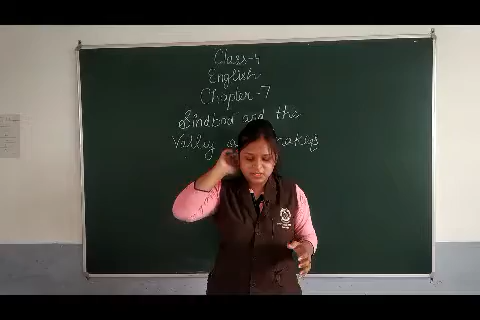 Class-4
English
Chapter-7
Sindbad and the
Valley